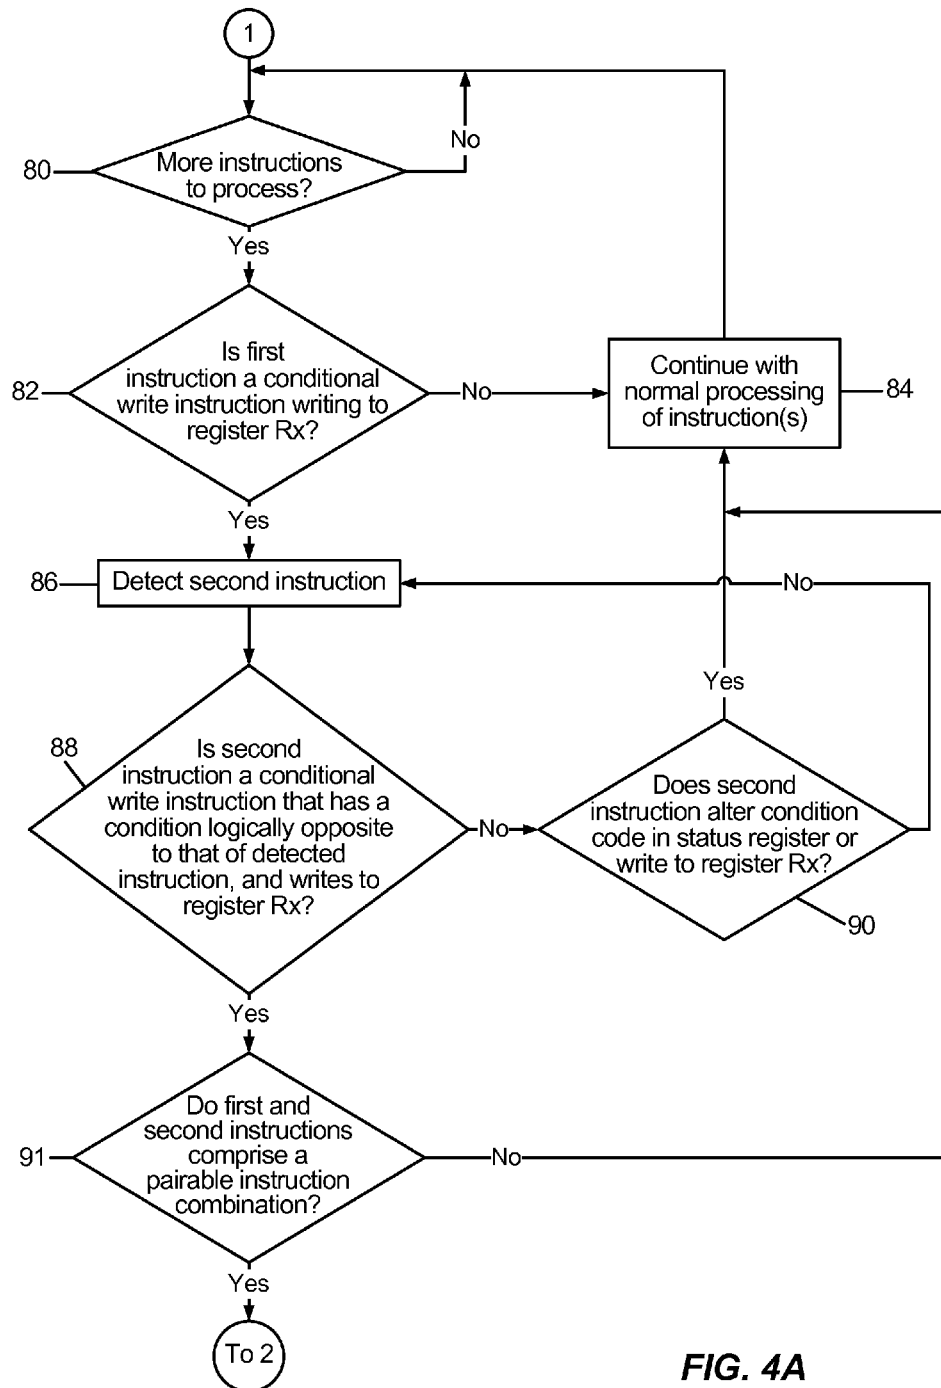 1
No
80
More instructions
to process?
Yes
Is first
instruction a conditional
write instruction writing to
register Rx?
82
No
Continue with
normal processing
of instruction(s)
84
Yes
86
Detect second instruction
No
Yes
88
Is second
instruction a conditional
write instruction that has a
condition logically opposite
to that of detected
instruction, and writes to
register Rx?
No
Does second
instruction alter condition
code in status register or
write to register Rx?
90
Yes
91
Do first and
second instructions
comprise a
pairable instruction
combination?
No
Yes
To 2
FIG. 4A